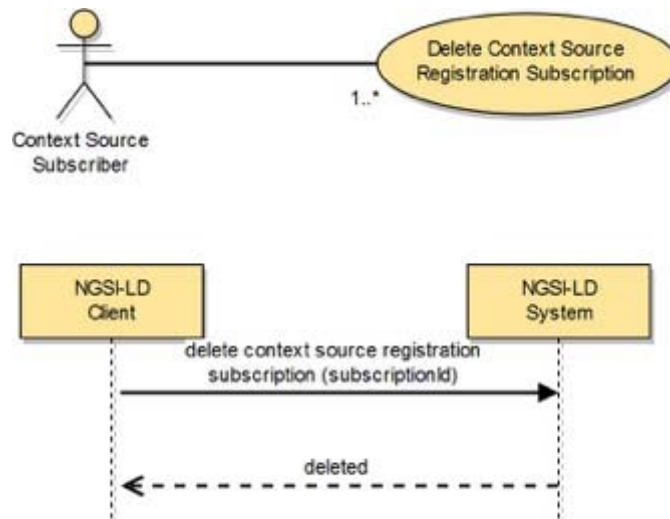 Delete Context Source
Registration Subscription
1..*
Context Source
Subscriber
NGSI-LD
Client
NGSI-LD
System
delete context source registration
subscription (subscriptionId)
deleted